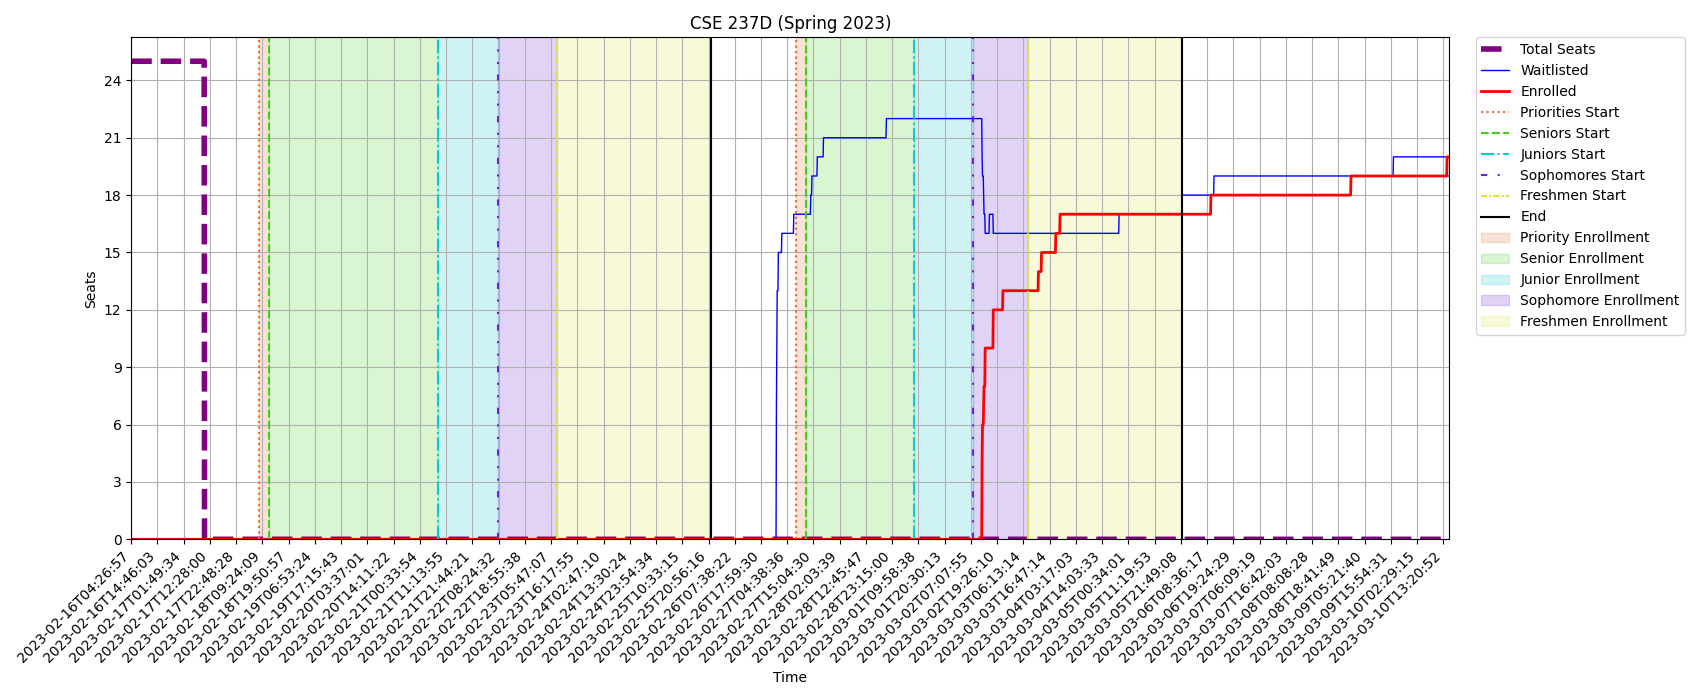 CSE 237D (Spring 2023)
Seats
24
21
18
15
12
9
6
3
0
2023-02-16T04:26:57
2023-02-16T14:46:03
2023-02-17T01:49:34
2023-02-17T12:28:00
2023-02-17T22:48:28
2023-02-18T09:24:09
2023-02-18T19:50:57
2023-02-19T06:53:24
2023-02-19T17:15:43
2023-02-20T03:37:01
2023-02-20T14:11:22
2023-02-21T00:33:54
2023-02-21T11:13:55
2023-02-21T21:44:21
2023-02-22T08:24:32
2023-02-22T18:55:38
2023-02-23T05:47:07
2023-02-23T16:17:55
2023-02-24T02:47:10
2023-02-24T13:30:24
2023-02-24T23:54:34
2023-02-25T10:33:15
2023-02-25T20:56:16
2023-02-26T07:38:22
2023-02-26T17:59:30
2023-02-27T04:38:36
2023-02-27T15:04:30
2023-02-28T02:03:39
2023-02-28T12:45:47
2023-02-28T23:15:00
2023-03-01T09:58:38
2023-03-01T20:30:13
2023-03-02T07:07:55
2023-03-02T19:26:10
2023-03-03T06:13:14
2023-03-03T16:47:14
2023-03-04T03:17:03
2023-03-04T14:03:33
2023-03-05T00:34:01
2023-03-05T11:19:53
2023-03-05T21:49:08
2023-03-06T08:36:17
2023-03-06T19:24:29
2023-03-07T06:09:19
2023-03-07T16:42:03
2023-03-08T08:08:28
2023-03-08T18:41:49
2023-03-09T05:21:40
2023-03-09T15:54:31
2023-03-10T02:29:15
2023-03-10T13:20:52
Time
Total Seats
Waitlisted
Enrolled
Priorities Start
Seniors Start
Juniors Start
Sophomores Start
Freshmen Start
End
Priority Enrollment
Senior Enrollment
Junior Enrollment
Sophomore Enrollment
Freshmen Enrollment